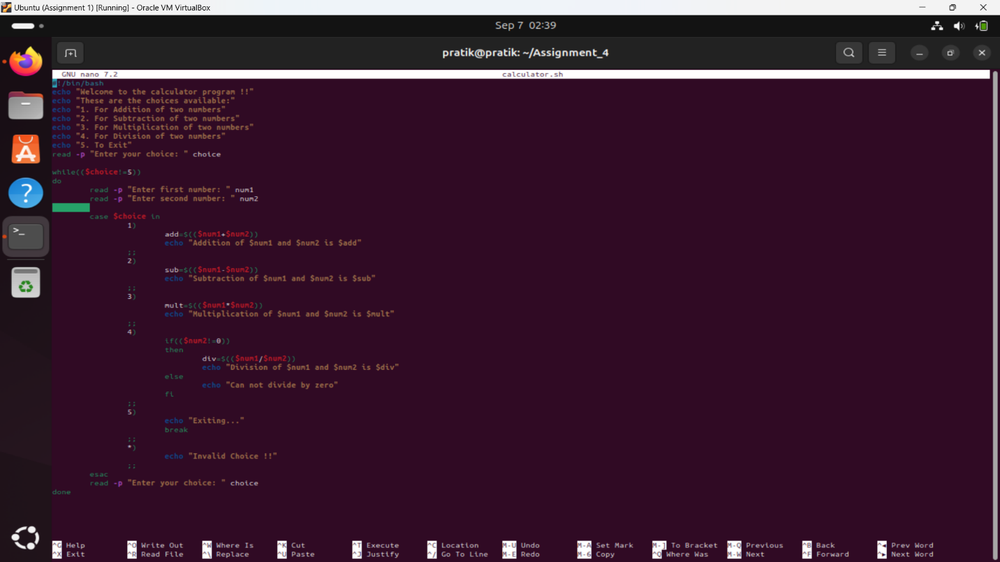 Ubuntu (Assignment 1) [Running] - Oracle VM VirtualBox
Sep 7 02:39
pratik@pratik: ~/Assignment_4
GNU nano 7.2 calculator.sh
#!/bin/bash
echo "Welcome to the calculator program !!"
echo "These are the choices available:"
echo "1. For Addition of two numbers"
echo "2. For Subtraction of two numbers"
echo "3. For Multiplication of two numbers"
echo "4. For Division of two numbers"
echo "5. To Exit"
read -p "Enter your choice: " choice
while(($choice!=5))
do
read -p "Enter first number: " num1
read -p "Enter second number: " num2
case $choice in
1)
add=$(($num1+$num2))
echo "Addition of $num1 and $num2 is $add"
;;
2)
sub=$(($num1-$num2))
echo "Subtraction of $num1 and $num2 is $sub"
;;
3)
mult=$(($num1*$num2))
echo "Multiplication of $num1 and $num2 is $mult"
;;
4)
if(($num2!=0))
then
div=$(($num1/$num2))
echo "Division of $num1 and $num2 is $div"
else
echo "Can not divide by zero"
fi
;;
5)
echo "Exiting..."
break
;;
*)
echo "Invalid Choice !!"
;;
esac
read -p "Enter your choice: " choice
done
^G Help ^O Write Out ^W Where Is ^K Cut ^T Execute ^C Location M-U Undo M-A Set Mark M-] To Bracket M-Q Previous ^B Back ^◂ Prev Word
^X Exit ^R Read File ^\ Replace ^U Paste ^J Justify ^/ Go To Line M-E Redo M-6 Copy ^Q Where Was M-W Next ^F Forward ^▸ Next Word